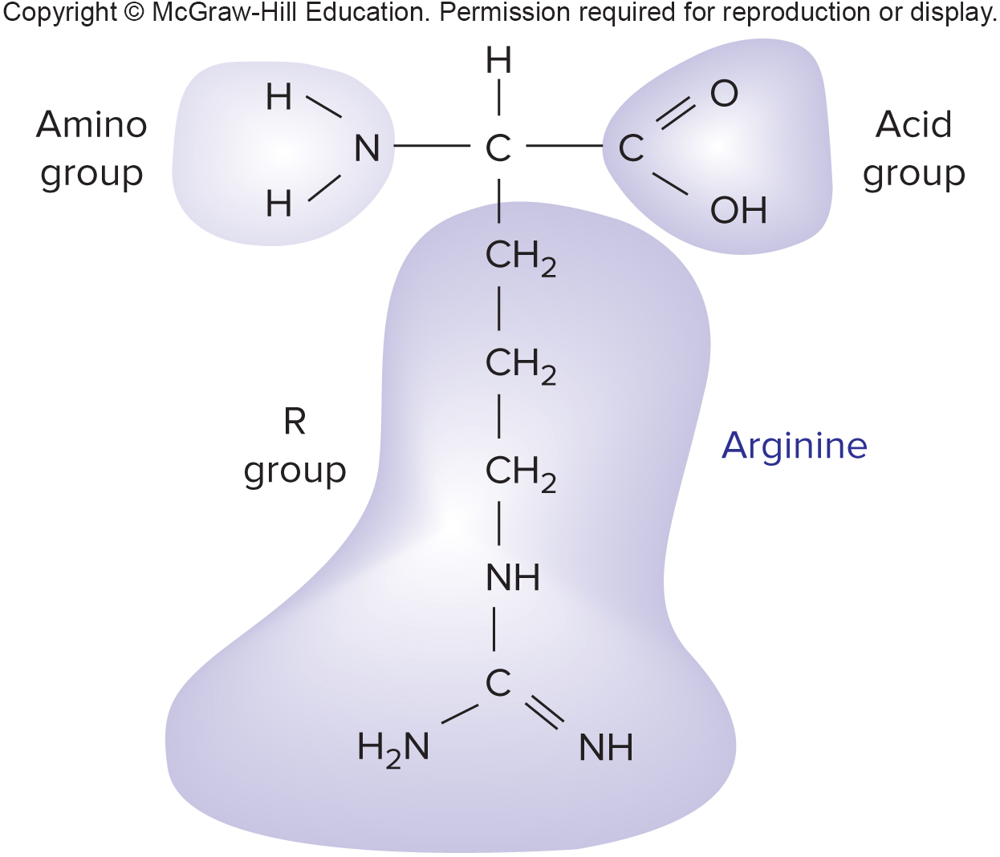 Copyright © McGraw-Hill Education. Permission required for reproduction or display.
H
H
O
Amino
group
N
C
C
Acid
group
H
OH
CH₂
CH₂
R
group
Arginine
CH₂
NH
C
H₂N
NH